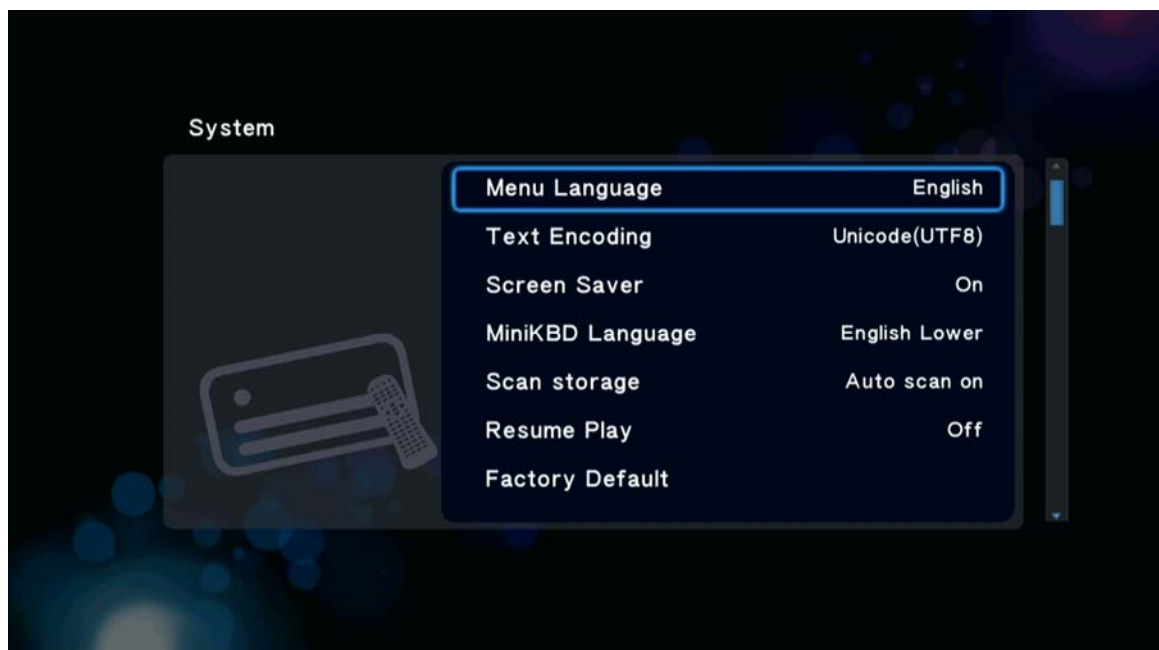 System
Menu Language English
Text Encoding Unicode(UTF8)
Screen Saver On
MiniKBD Language English Lower
Scan storage Auto scan on
Resume Play Off
Factory Default